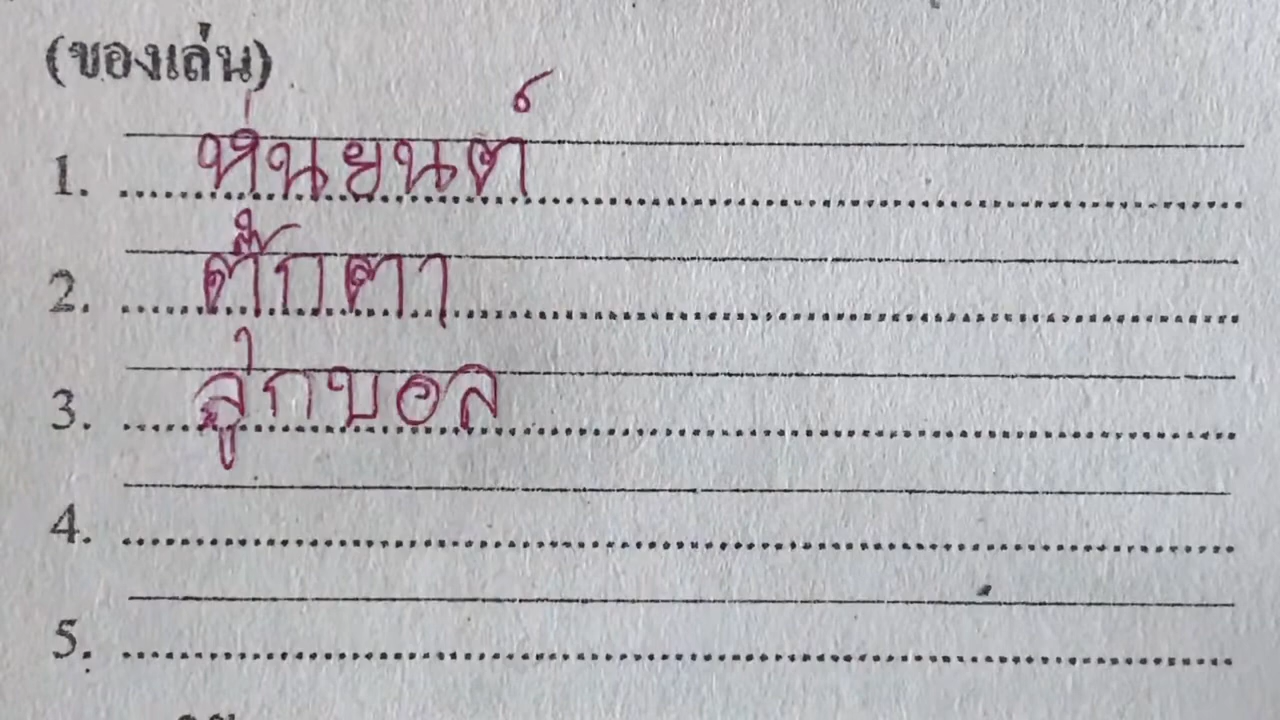 (ของเล่น)
1. ห่นยนต์
2. ตั๊กตา
3. ลู่กบอล
4.
5.